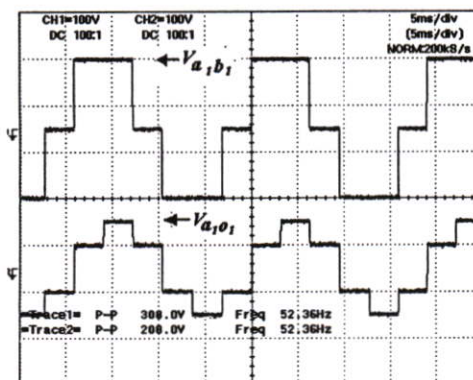 CH1=100V CH2=100V 5ms/div
DC 100:1 DC 100:1 (5ms/div)
NORM:200kS/s
Va1b1
Va1o1
=Trace1= P-P 308.0V Freq 52.36Hz
=Trace2= P-P 208.0V Freq 52.36Hz